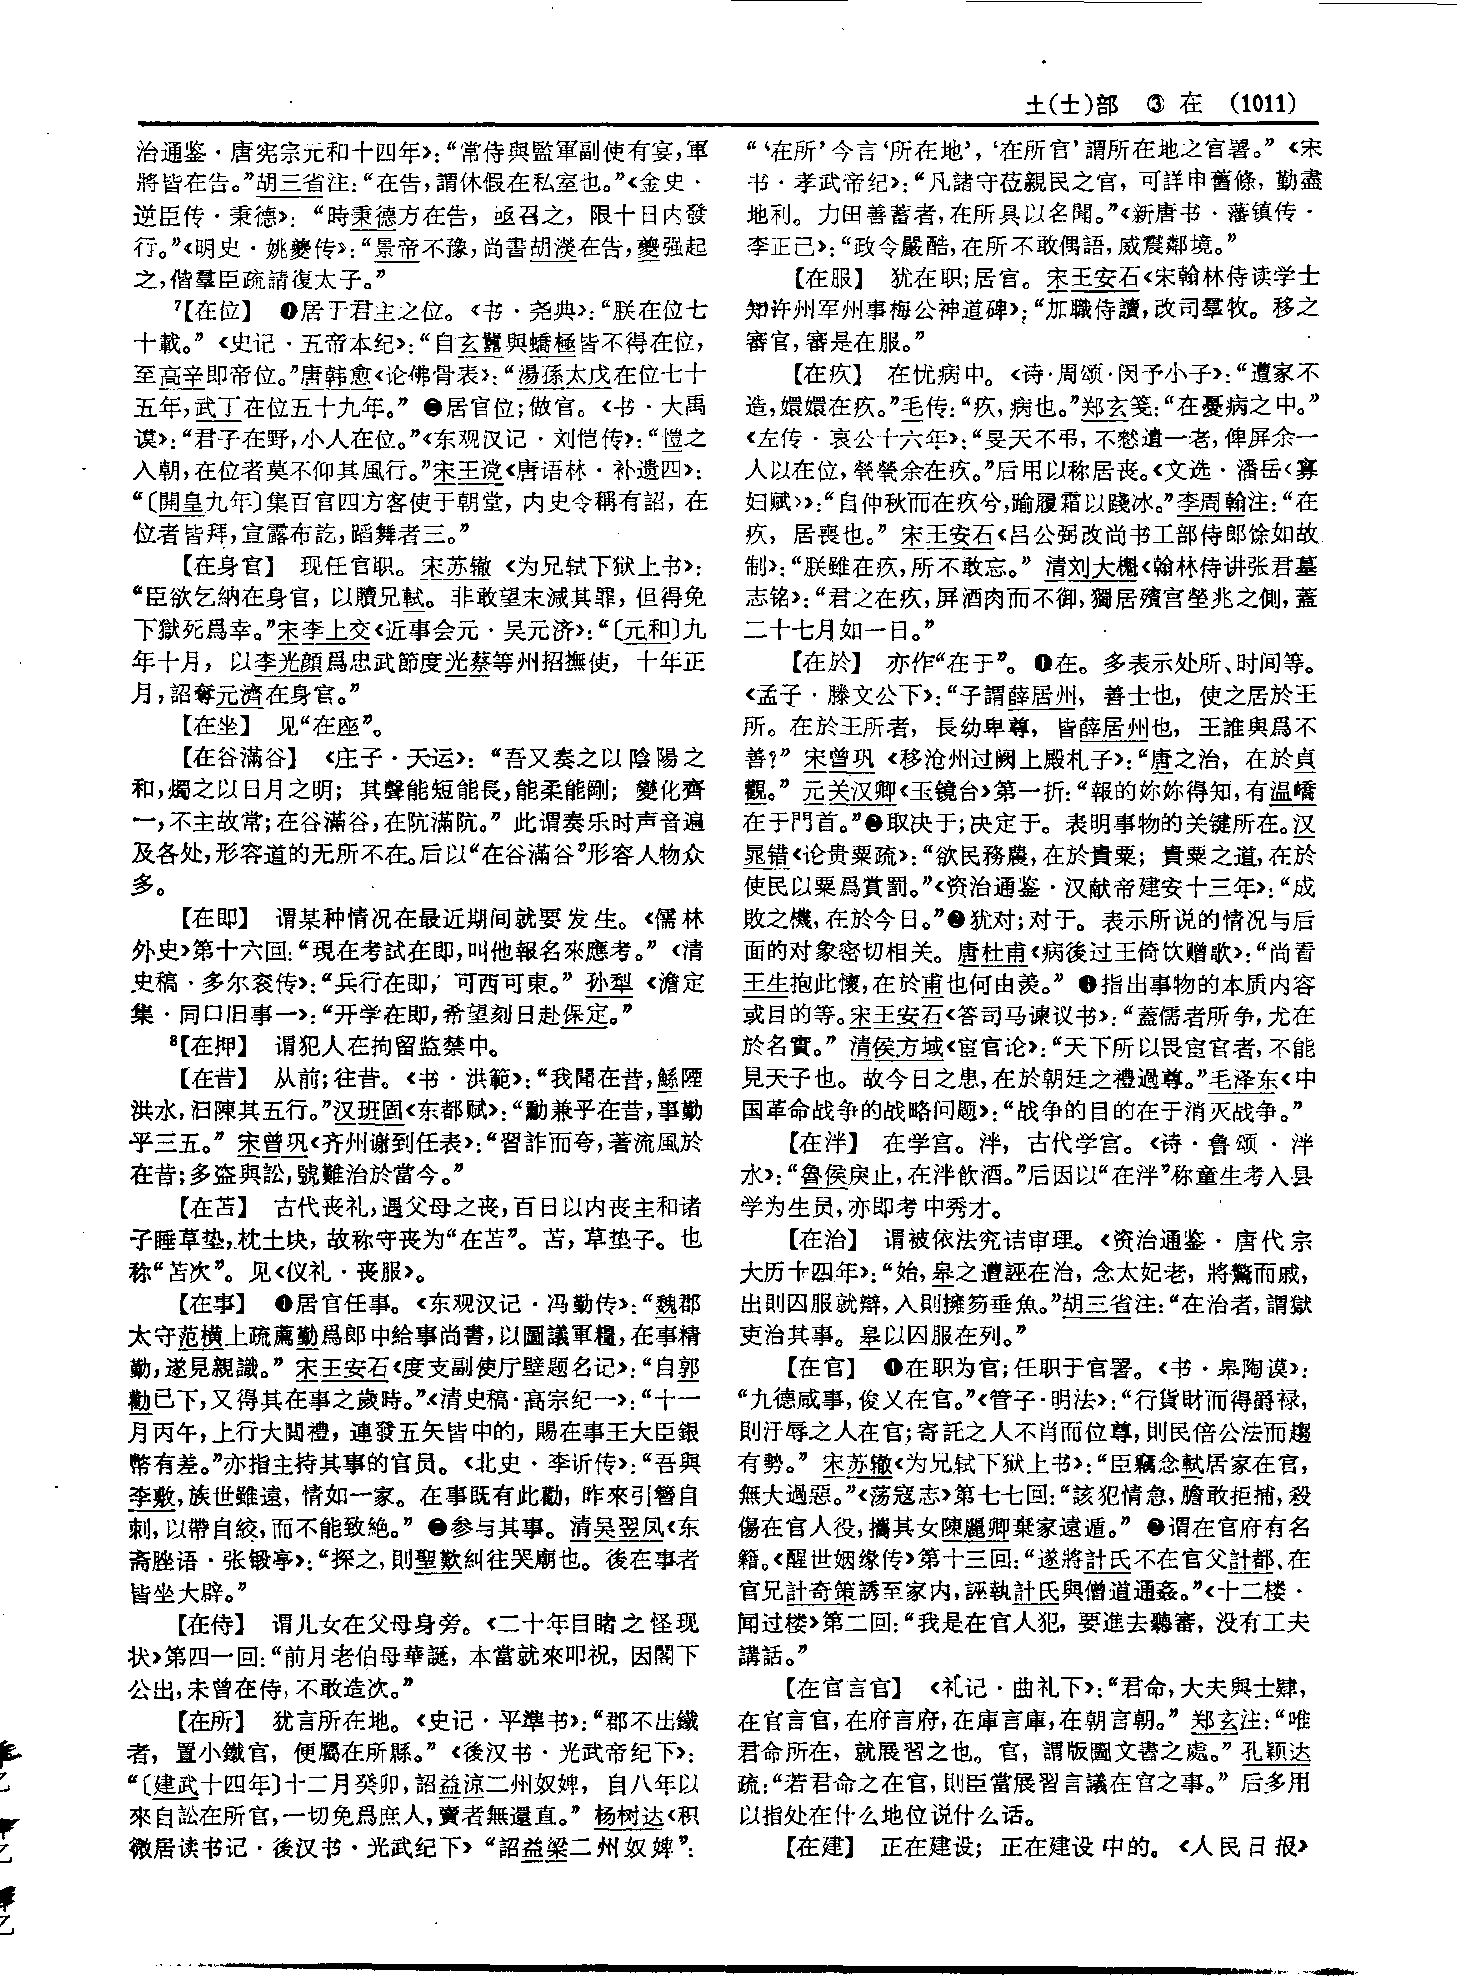 土(士)部 ③ 在 (1011)
治通鉴·唐宪宗元和十四年》:“常侍與監軍副使有宴,軍
將皆在告。”胡三省注:“在告,謂休假在私室也。”《金史·
逆臣传·秉德》:“時秉德方在告,亟召之,限十日内發
行。”《明史·姚夔传》:“景帝不豫,尚書胡濙在告,夔强起
之,偕羣臣疏請復太子。”
⁷【在位】 ❶居于君主之位。《书·尧典》:“朕在位七
十載。”《史记·五帝本纪》:“自玄囂與蟜極皆不得在位,
至高辛即帝位。”唐韩愈《论佛骨表》:“湯孫太戊在位七十
五年,武丁在位五十九年。” ❷居官位;做官。《书·大禹
谟》:“君子在野,小人在位。”《东观汉记·刘恺传》:“愷之
入朝,在位者莫不仰其風行。”宋王谠《唐语林·补遗四》:
“〔開皇九年〕集百官四方客使于朝堂,内史令稱有詔,在
位者皆拜,宣露布訖,蹈舞者三。”
【在身官】 现任官职。宋苏辙《为兄轼下狱上书》:
“臣欲乞納在身官,以贖兄軾。非敢望末減其罪,但得免
下獄死爲幸。”宋李上交《近事会元·吴元济》:“〔元和〕九
年十月,以李光顔爲忠武節度光蔡等州招撫使,十年正
月,詔奪元濟在身官。”
【在坐】 见“在座”。
【在谷滿谷】 《庄子·天运》:“吾又奏之以陰陽之
和,燭之以日月之明;其聲能短能長,能柔能剛;變化齊
一,不主故常;在谷滿谷,在阬滿阬。”此谓奏乐时声音遍
及各处,形容道的无所不在。后以“在谷滿谷”形容人物众
多。
【在即】 谓某种情况在最近期间就要发生。《儒林
外史》第十六回:“現在考試在即,叫他報名來應考。”《清
史稿·多尔衮传》:“兵行在即,可西可東。”孙犁《澹定
集·同口旧事一》:“开学在即,希望刻日赴保定。”
⁸【在押】 谓犯人在拘留监禁中。
【在昔】 从前;往昔。《书·洪範》:“我聞在昔,鯀陻
洪水,汩陳其五行。”汉班固《东都赋》:“勳兼乎在昔,事勤
乎三五。”宋曾巩《齐州谢到任表》:“習詐而夸,著流風於
在昔;多盜與訟,號難治於當今。”
【在苫】 古代丧礼,遇父母之丧,百日以内丧主和诸
子睡草垫,枕土块,故称守丧为“在苫”。苫,草垫子。也
称“苫次”。见《仪礼·丧服》。
【在事】 ❶居官任事。《东观汉记·冯勤传》:“魏郡
太守范横上疏薦勤爲郎中給事尚書,以圖議軍糧,在事精
勤,遂見親識。”宋王安石《度支副使厅壁题名记》:“自郭
勸已下,又得其在事之歲時。”《清史稿·高宗纪一》:“十一
月丙午,上行大閲禮,連發五矢皆中的,賜在事王大臣銀
幣有差。”亦指主持其事的官员。《北史·李䜣传》:“吾與
李敷,族世雖遠,情如一家。在事既有此勸,昨來引簪自
刺,以帶自絞,而不能致絶。” ❷参与其事。清吴翌凤《东
斋脞语·张锻亭》:“探之,則聖歎糾往哭廟也。後在事者
皆坐大辟。”
【在侍】 谓儿女在父母身旁。《二十年目睹之怪现
状》第四一回:“前月老伯母華誕,本當就來叩祝,因閣下
公出,未曾在侍,不敢造次。”
【在所】 犹言所在地。《史记·平準书》:“郡不出鐵
者,置小鐵官,便屬在所縣。”《後汉书·光武帝纪下》:
“〔建武十四年〕十二月癸卯,詔益涼二州奴婢,自八年以
來自訟在所官,一切免爲庶人,賣者無還直。”杨树达《积
微居读书记·後汉书·光武纪下》“詔益梁二州奴婢”:
“‘在所’今言‘所在地’,‘在所官’謂所在地之官署。”《宋
书·孝武帝纪》:“凡諸守莅親民之官,可詳申舊條,勤盡
地利。力田善蓄者,在所具以名聞。”《新唐书·藩镇传·
李正己》:“政令嚴酷,在所不敢偶語,威震鄰境。”
【在服】 犹在职;居官。宋王安石《宋翰林侍读学士
知许州军州事梅公神道碑》:“加職侍讀,改司羣牧。移之
審官,審是在服。”
【在疚】 在忧病中。《诗·周颂·闵予小子》:“遭家不
造,嬛嬛在疚。”毛传:“疚,病也。”郑玄笺:“在憂病之中。”
《左传·哀公十六年》:“旻天不弔,不憖遺一老,俾屏余一
人以在位,煢煢余在疚。”后用以称居丧。《文选·潘岳〈寡
妇赋〉》:“自仲秋而在疚兮,踰履霜以踐冰。”李周翰注:“在
疚,居喪也。”宋王安石《吕公弼改尚书工部侍郎馀如故
制》:“朕雖在疚,所不敢忘。”清刘大櫆《翰林侍讲张君墓
志铭》:“君之在疚,屏酒肉而不御,獨居殯宫塋兆之側,蓋
二十七月如一日。”
【在於】 亦作“在于”。❶在。多表示处所、时间等。
《孟子·滕文公下》:“子謂薛居州,善士也,使之居於王
所。在於王所者,長幼卑尊,皆薛居州也,王誰與爲不
善?”宋曾巩《移沧州过阙上殿札子》:“唐之治,在於貞
觀。”元关汉卿《玉镜台》第一折:“報的妳妳得知,有温嶠
在于門首。”❷取决于;决定于。表明事物的关键所在。汉
晁错《论贵粟疏》:“欲民務農,在於貴粟;貴粟之道,在於
使民以粟爲賞罰。”《资治通鉴·汉献帝建安十三年》:“成
敗之機,在於今日。”❸犹对;对于。表示所说的情况与后
面的对象密切相关。唐杜甫《病後过王倚饮赠歌》:“尚看
王生抱此懷,在於甫也何由羨。” ❹指出事物的本质内容
或目的等。宋王安石《答司马谏议书》:“蓋儒者所争,尤在
於名實。”清侯方域《宦官论》:“天下所以畏宦官者,不能
見天子也。故今日之患,在於朝廷之禮過尊。”毛泽东《中
国革命战争的战略问题》:“战争的目的在于消灭战争。”
【在泮】 在学宫。泮,古代学宫。《诗·鲁颂·泮
水》:“魯侯戾止,在泮飲酒。”后因以“在泮”称童生考入县
学为生员,亦即考中秀才。
【在治】 谓被依法究诘审理。《资治通鉴·唐代宗
大历十四年》:“始,皋之遭誣在治,念太妃老,將驚而戚,
出則囚服就辯,入則擁笏垂魚。”胡三省注:“在治者,謂獄
吏治其事。皋以囚服在列。”
【在官】 ❶在职为官;任职于官署。《书·皋陶谟》:
“九德咸事,俊乂在官。”《管子·明法》:“行貨財而得爵禄,
則汙辱之人在官;寄託之人不肖而位尊,則民倍公法而趨
有勢。”宋苏辙《为兄轼下狱上书》:“臣竊念軾居家在官,
無大過惡。”《荡寇志》第七七回:“該犯情急,膽敢拒捕,殺
傷在官人役,攜其女陳麗卿棄家遠遁。” ❷谓在官府有名
籍。《醒世姻缘传》第十三回:“遂將計氏不在官父計都、在
官兄計奇策誘至家内,誣執計氏與僧道通姦。”《十二楼·
闻过楼》第二回:“我是在官人犯,要進去聽審,没有工夫
講話。”
【在官言官】 《礼记·曲礼下》:“君命,大夫與士肄,
在官言官,在府言府,在庫言庫,在朝言朝。”郑玄注:“唯
君命所在,就展習之也。官,謂版圖文書之處。”孔颖达
疏:“若君命之在官,則臣當展習言議在官之事。”后多用
以指处在什么地位说什么话。
【在建】 正在建设;正在建设中的。《人民日报》